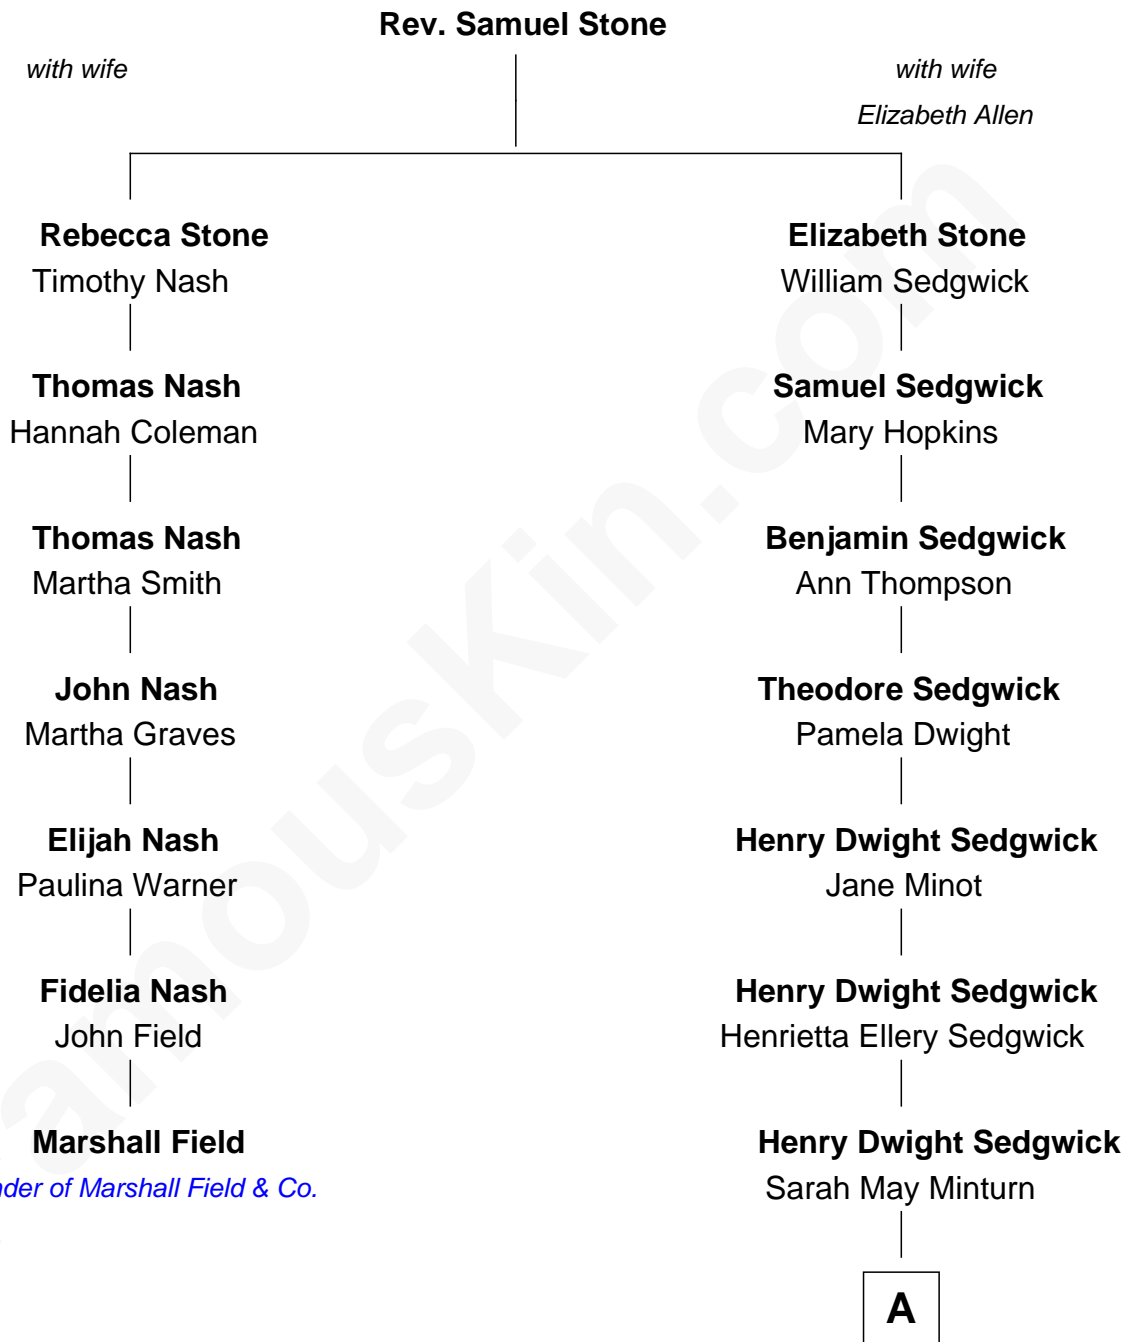 Rev. Samuel Stone
with wife
with wife
Elizabeth Allen
Rebecca Stone
Timothy Nash
Elizabeth Stone
William Sedgwick
Thomas Nash
Hannah Coleman
Samuel Sedgwick
Mary Hopkins
Thomas Nash
Martha Smith
Benjamin Sedgwick
Ann Thompson
John Nash
Martha Graves
Theodore Sedgwick
Pamela Dwight
Elijah Nash
Paulina Warner
Henry Dwight Sedgwick
Jane Minot
Fidelia Nash
John Field
Henry Dwight Sedgwick
Henrietta Ellery Sedgwick
Marshall Field
nder of Marshall Field & Co.
Henry Dwight Sedgwick
Sarah May Minturn
A
amousKin.com